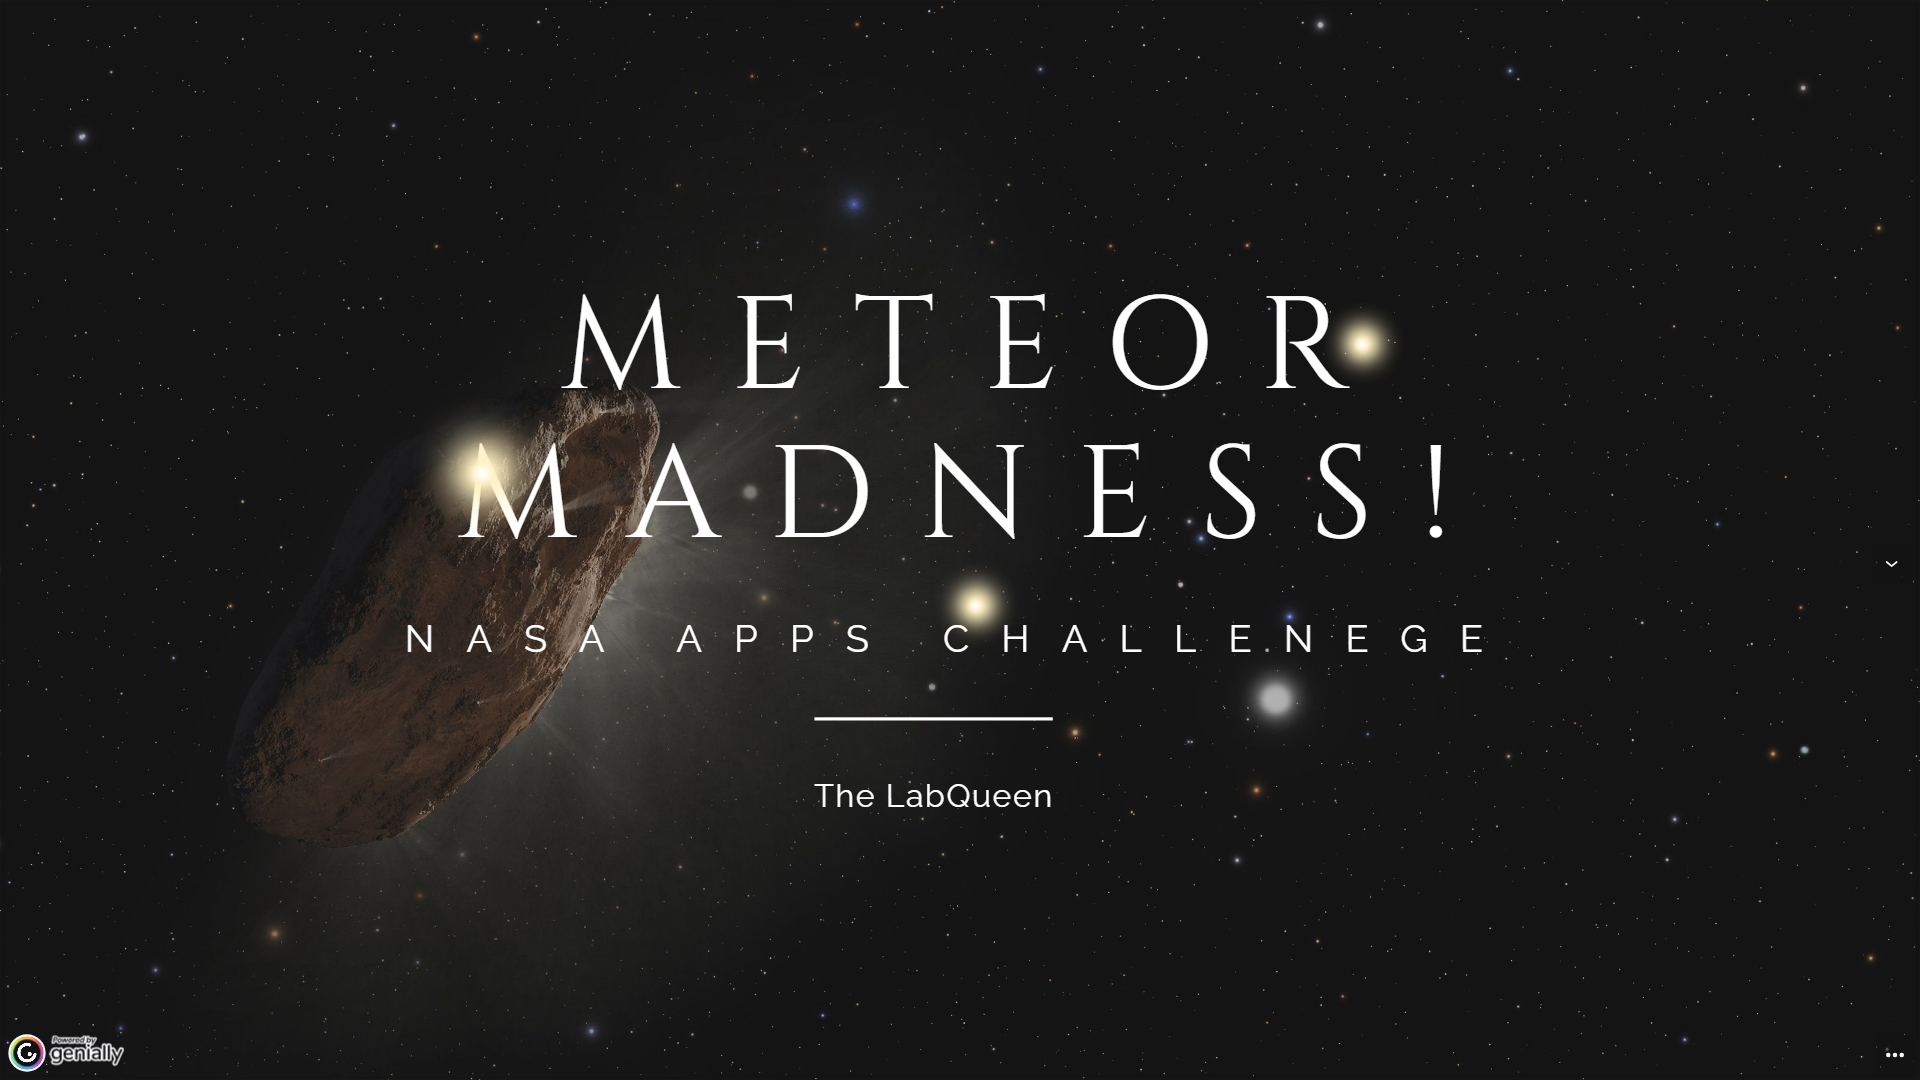 METEOR
MADNESS!
NASA APPS CHALLENEGE
The LabQueen
Powered by
genially